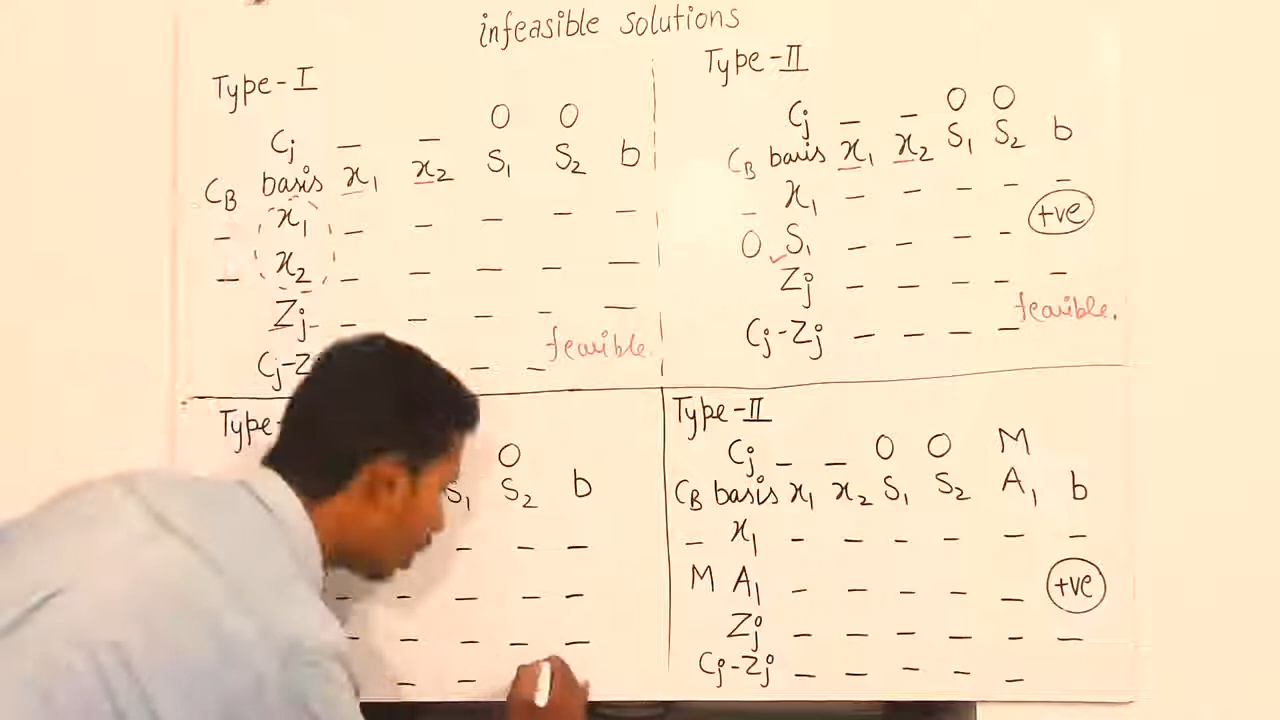 infeasible solutions
Type-I
0 0
Cj – –
CB basis x1 x2 S1 S2 b
– x1 – – – – –
– x2 – – – – –
Zj – – – – –
– –
feasible.
Type-II
0 0
Cj – –
CB basis x1 x2 S1 S2 b
– x1 – – – – –
0 S1 – – – – +ve
Zj – – – – –
Cj-Zj – – – –
feasible.
Type-
0
S1 S2 b
– – –
– – – – –
– – – – –
– –
Type-II
Cj – – 0 0 M
CB basis x1 x2 S1 S2 A1 b
– x1 – – – – – –
M A1 – – – – – +ve
Zj – – – – – –
Cj-Zj – – – – –